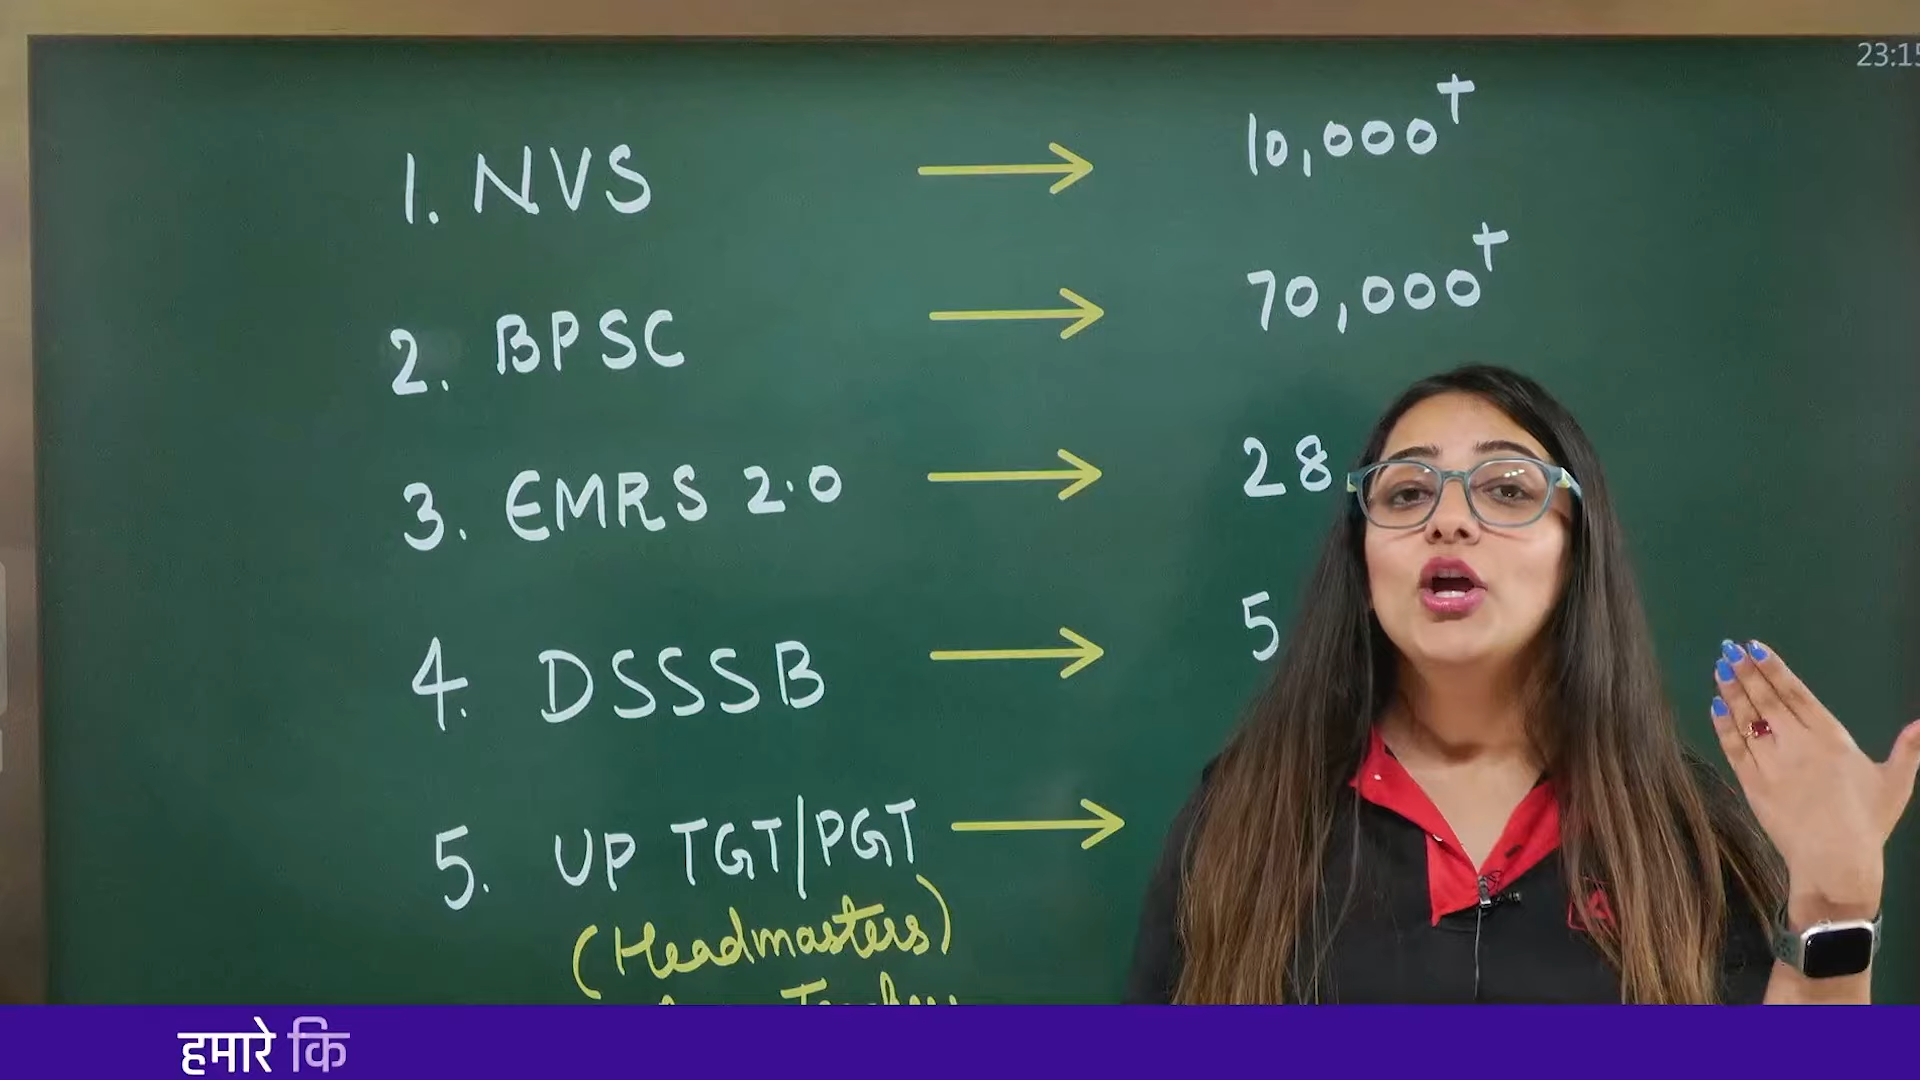 23:15
1. NVS → 10,000+
2. BPSC → 70,000+
3. EMRS 2.0 → 28
4. DSSSB → 5
5. UP TGT/PGT →
(Headmasters)
हमारे कि